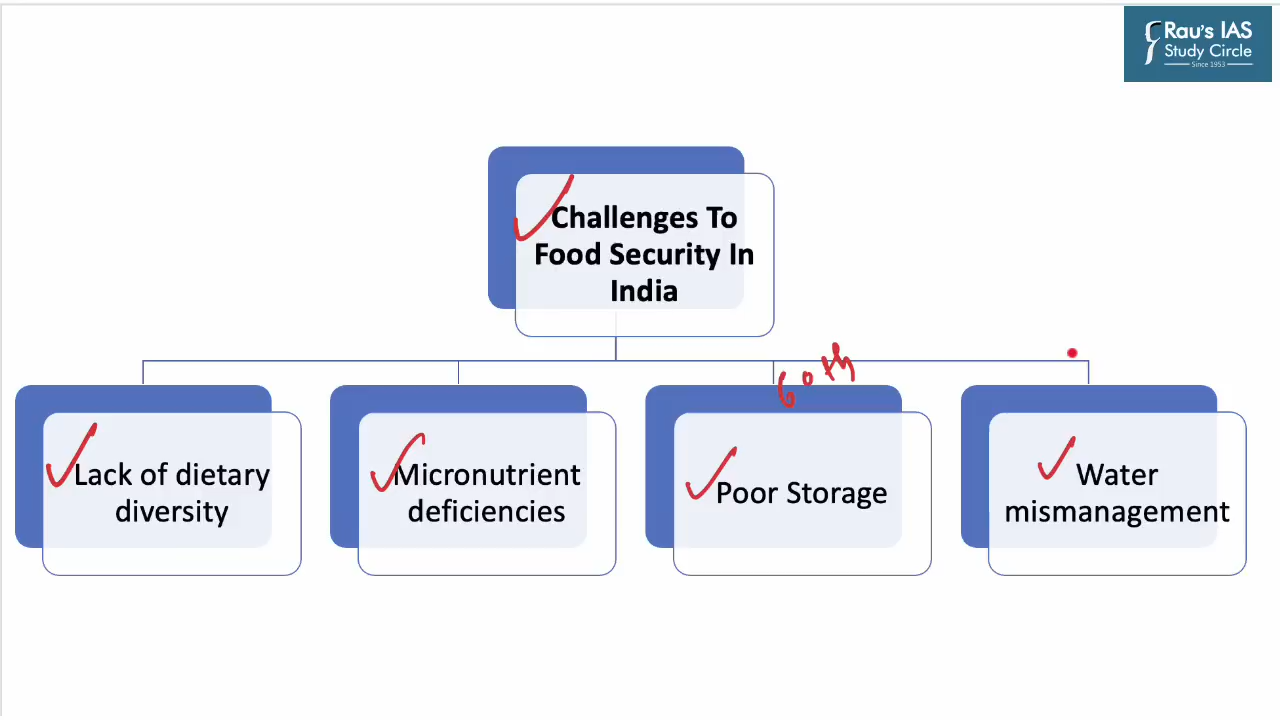 Rau's IAS
Study Circle
Since 1953
Challenges To
Food Security In
India
60th
Lack of dietary
diversity
Micronutrient
deficiencies
Poor Storage
Water
mismanagement